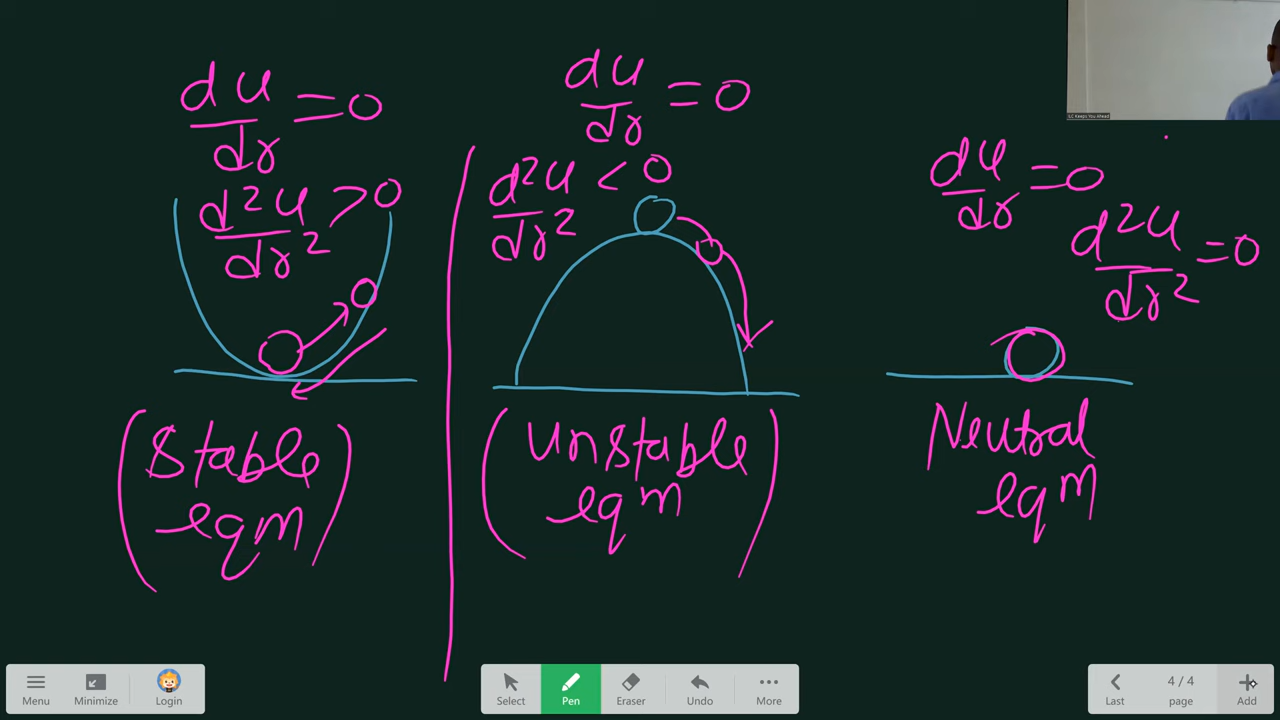 du/dr = 0
d²u/dr² > 0
(Stable
eqm)
du/dr = 0
d²u/dr² < 0
(Unstable
eqm)
du/dr = 0
d²u/dr² = 0
Neutral
eqm
Menu
Minimize
Login
Select
Pen
Eraser
Undo
More
Last
4 / 4
page
Add